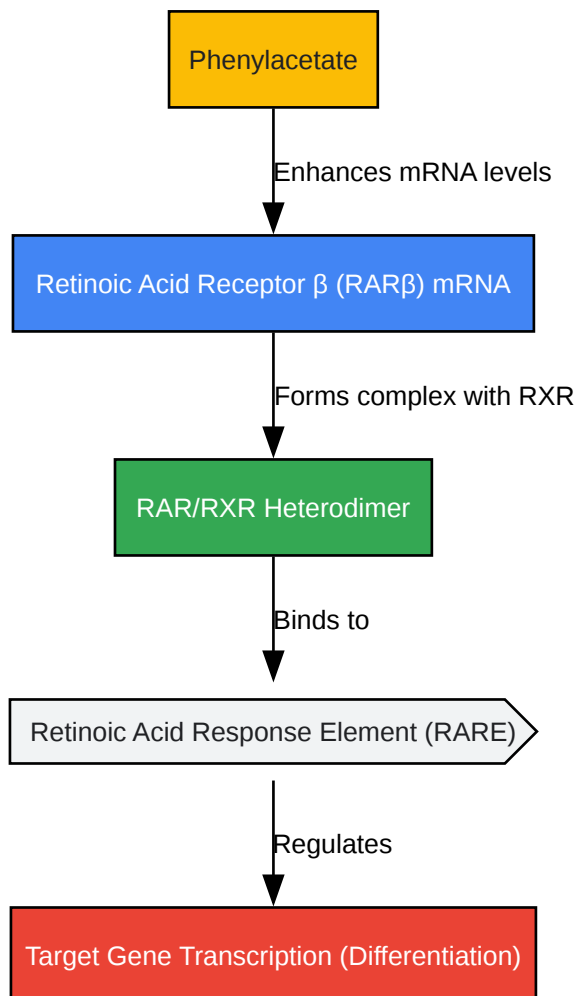 Phenylacetate
Enhances mRNA levels
Retinoic Acid Receptor β (RARβ) mRNA
Forms complex with RXR
RAR/RXR Heterodimer
Binds to
Retinoic Acid Response Element (RARE)
Regulates
Target Gene Transcription (Differentiation)